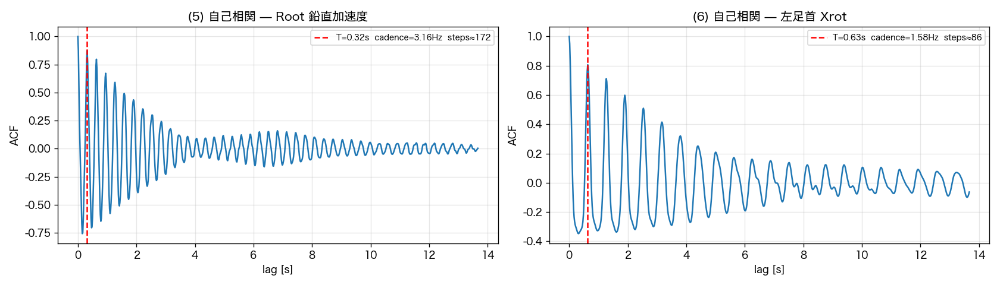 (5) 自己相関 — Root 鉛直加速度
T=0.32s cadence=3.16Hz steps≈172
ACF
1.00
0.75
0.50
0.25
0.00
-0.25
-0.50
-0.75
0 2 4 6 8 10 12 14
lag [s]
(6) 自己相関 — 左足首 Xrot
T=0.63s cadence=1.58Hz steps≈86
ACF
1.0
0.8
0.6
0.4
0.2
0.0
-0.2
-0.4
0 2 4 6 8 10 12 14
lag [s]